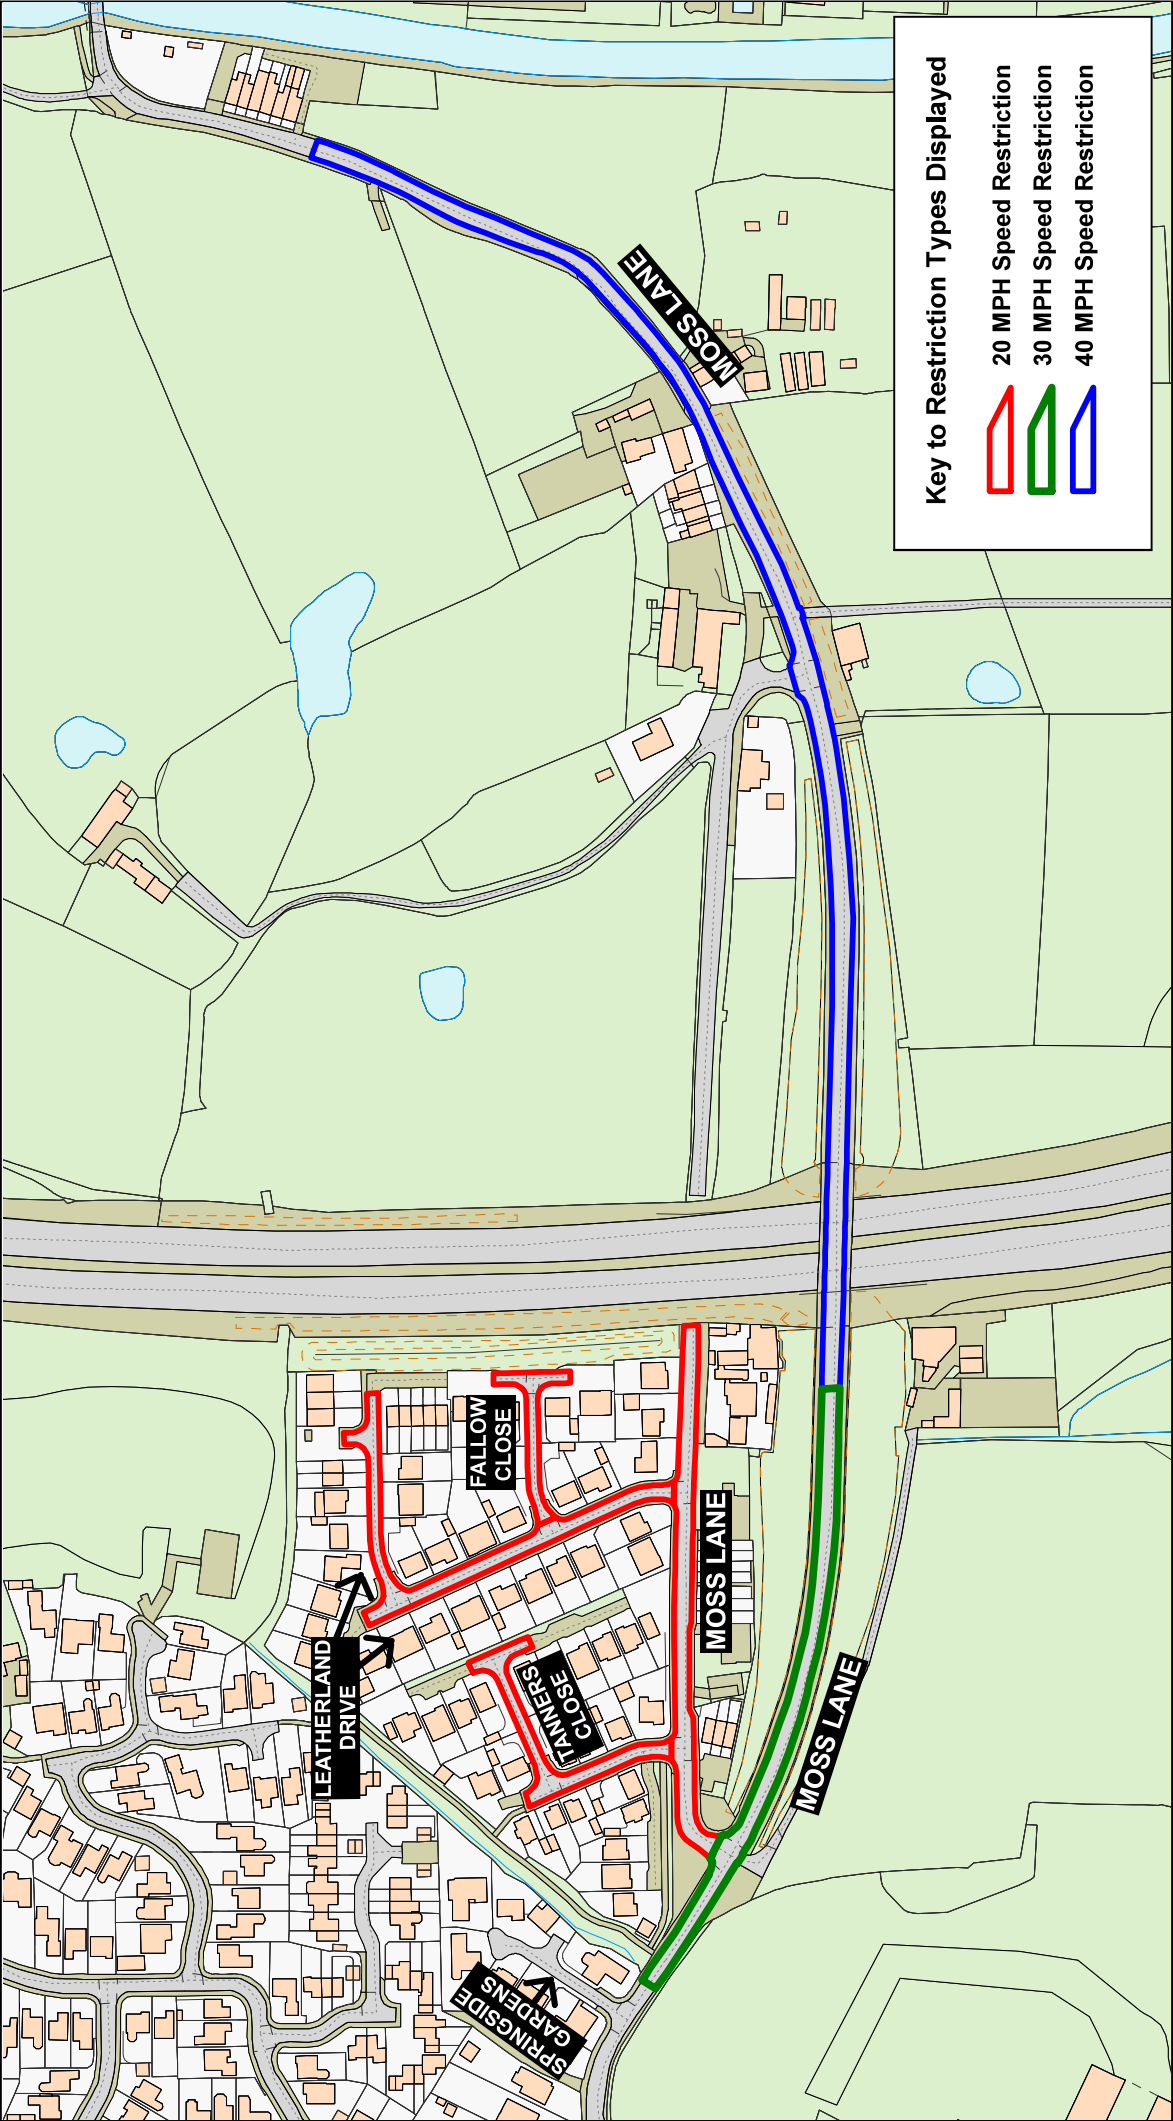 Key to Restriction Types Displayed
20 MPH Speed Restriction
30 MPH Speed Restriction
40 MPH Speed Restriction
MOSS LANE
FALLOW
CLOSE
MOSS LANE
LEATHERLAND
DRIVE
TANNERS
CLOSE
MOSS LANE
SPRINGSIDE
GARDENS